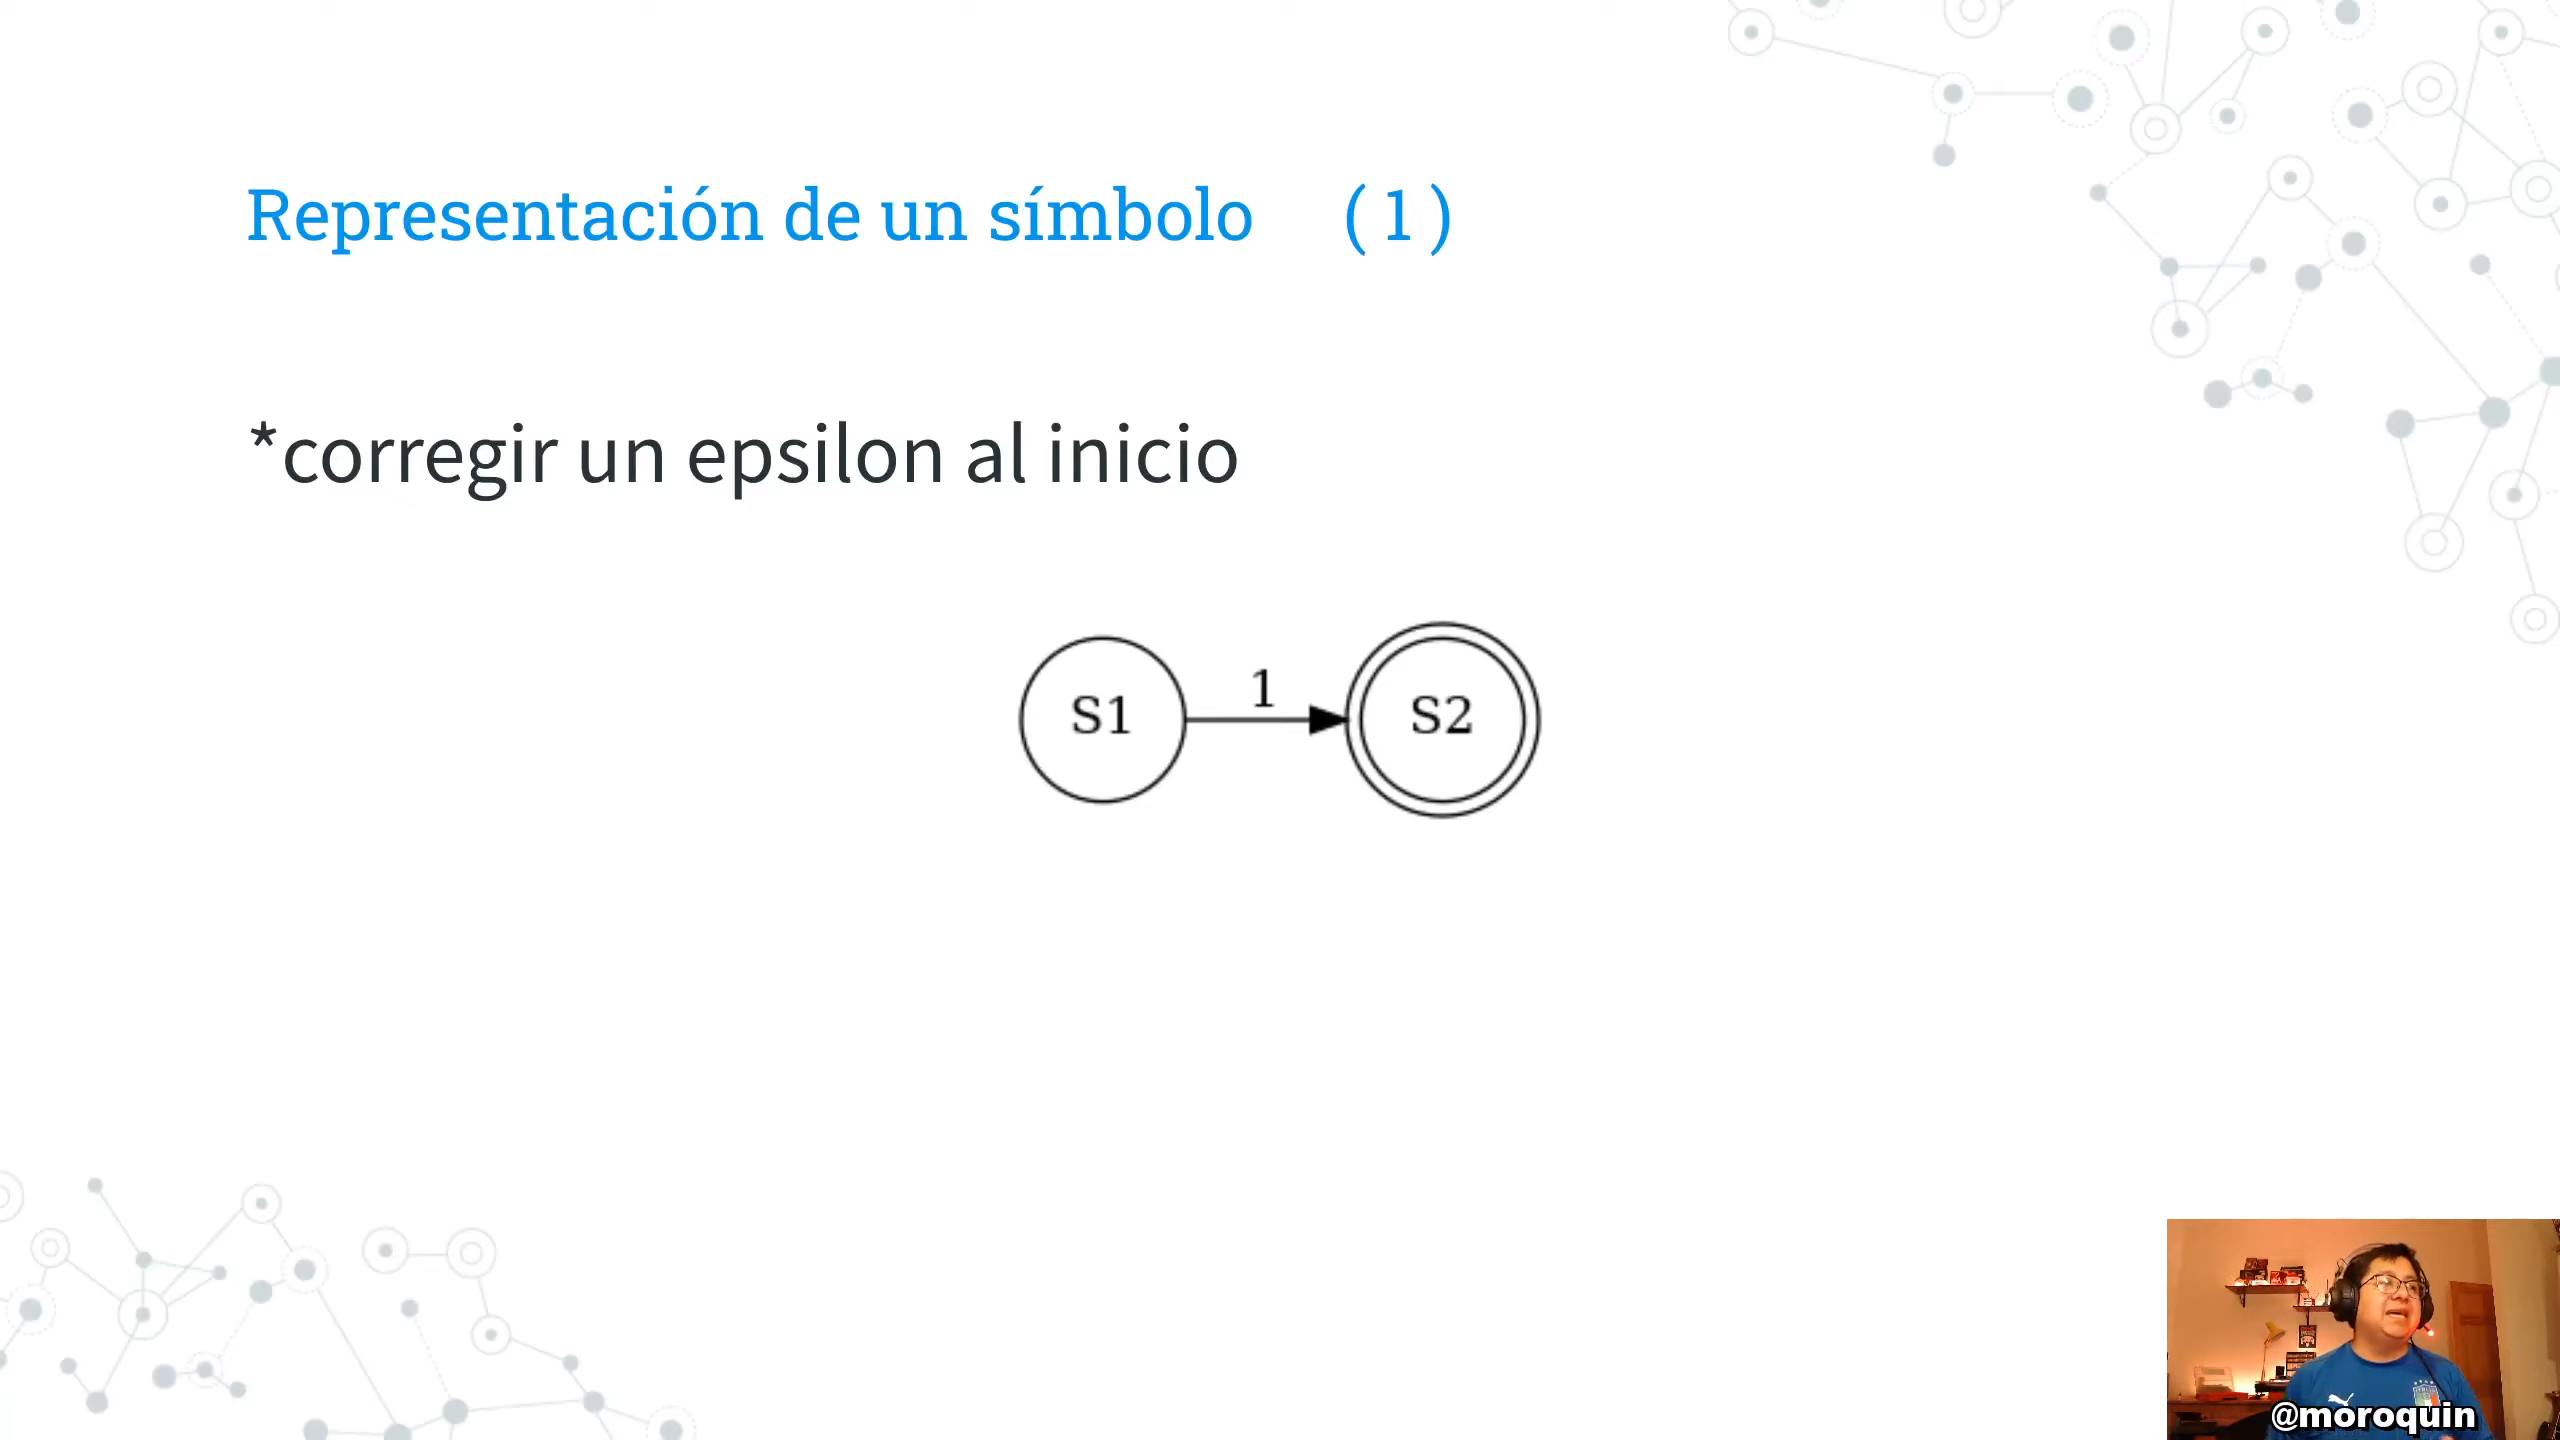 Representación de un símbolo (1)
*corregir un epsilon al inicio
1
S1
S2
@moroquin